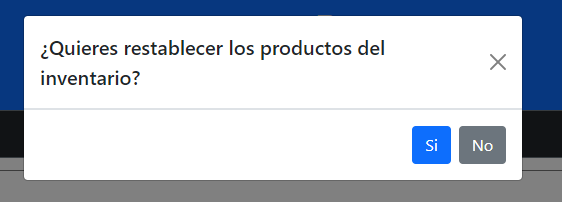 ¿Quieres restablecer los productos del
inventario?
Si
No